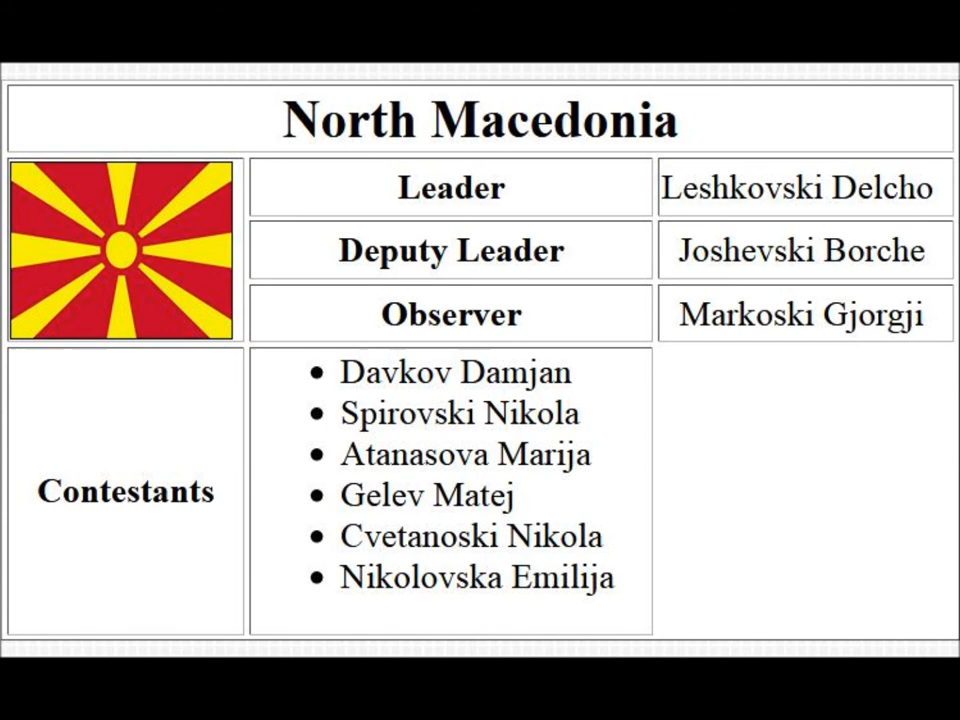 North Macedonia
Leader
Leshkovski Delcho
Deputy Leader
Joshevski Borche
Observer
Markoski Gjorgji
Contestants
• Davkov Damjan
• Spirovski Nikola
• Atanasova Marija
• Gelev Matej
• Cvetanoski Nikola
• Nikolovska Emilija